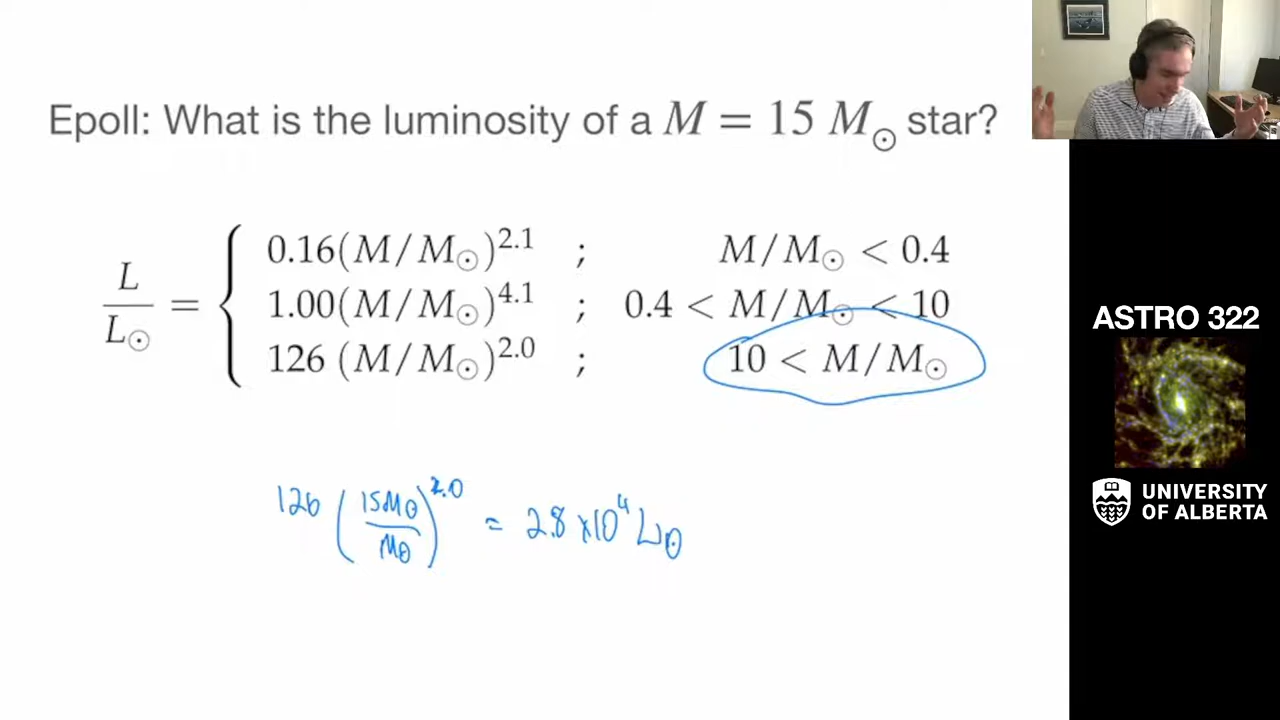 Epoll: What is the luminosity of a M = 15 M⊙ star?
L/L⊙ = { 0.16(M/M⊙)^2.1 ; M/M⊙ < 0.4
1.00(M/M⊙)^4.1 ; 0.4 < M/M⊙ < 10
126 (M/M⊙)^2.0 ; 10 < M/M⊙
126 (15M⊙/M⊙)^2.0 = 2.8 × 10^4 L⊙
ASTRO 322
UNIVERSITY
OF ALBERTA